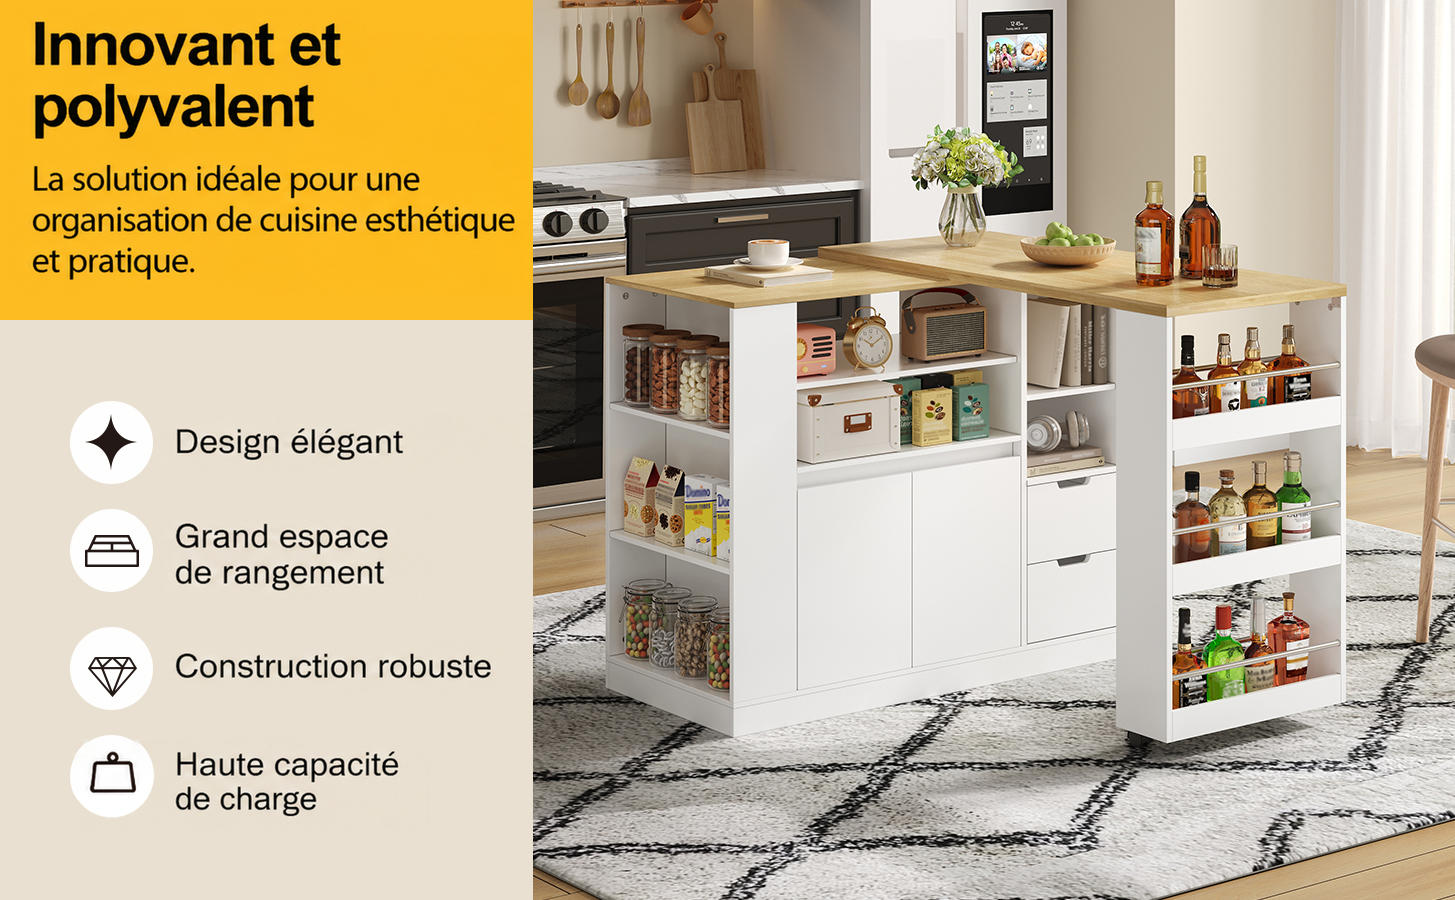 Innovant et
polyvalent
La solution idéale pour une
organisation de cuisine esthétique
et pratique.
Design élégant
Grand espace
de rangement
Construction robuste
Haute capacité
de charge
Domino